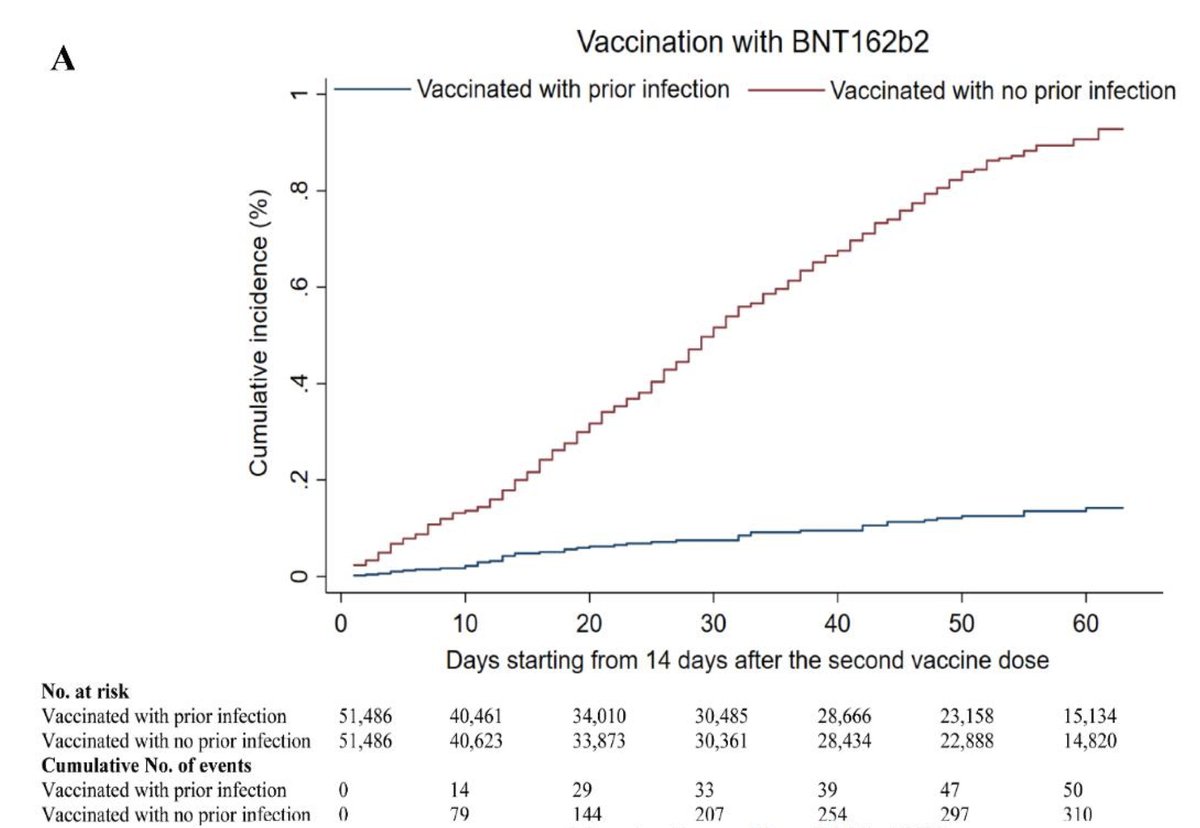 A
Vaccination with BNT162b2
Vaccinated with prior infection Vaccinated with no prior infection
1
.8
.6
.4
.2
0
Cumulative incidence (%)
0 10 20 30 40 50 60
Days starting from 14 days after the second vaccine dose
No. at risk
Vaccinated with prior infection 51,486 40,461 34,010 30,485 28,666 23,158 15,134
Vaccinated with no prior infection 51,486 40,623 33,873 30,361 28,434 22,888 14,820
Cumulative No. of events
Vaccinated with prior infection 0 14 29 33 39 47 50
Vaccinated with no prior infection 0 79 144 207 254 297 310